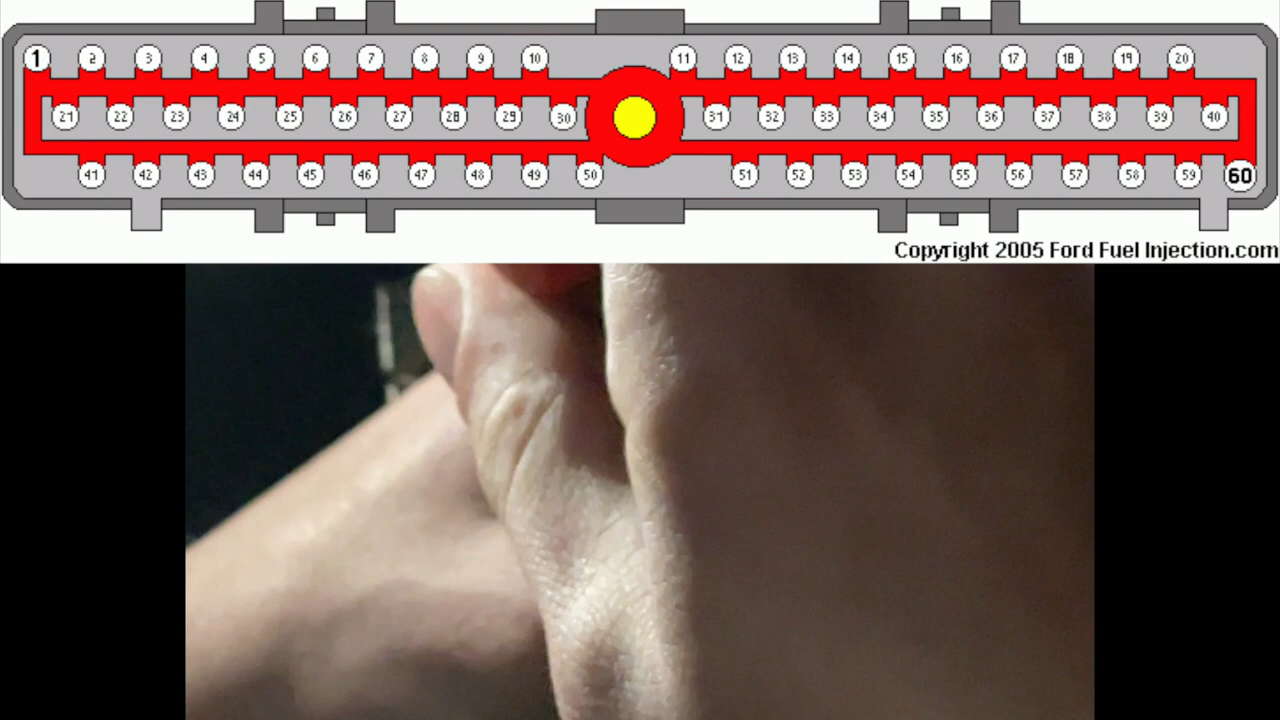 1 2 3 4 5 6 7 8 9 10 11 12 13 14 15 16 17 18 19 20
21 22 23 24 25 26 27 28 29 30 31 32 33 34 35 36 37 38 39 40
41 42 43 44 45 46 47 48 49 50 51 52 53 54 55 56 57 58 59 60
Copyright 2005 Ford Fuel Injection.com